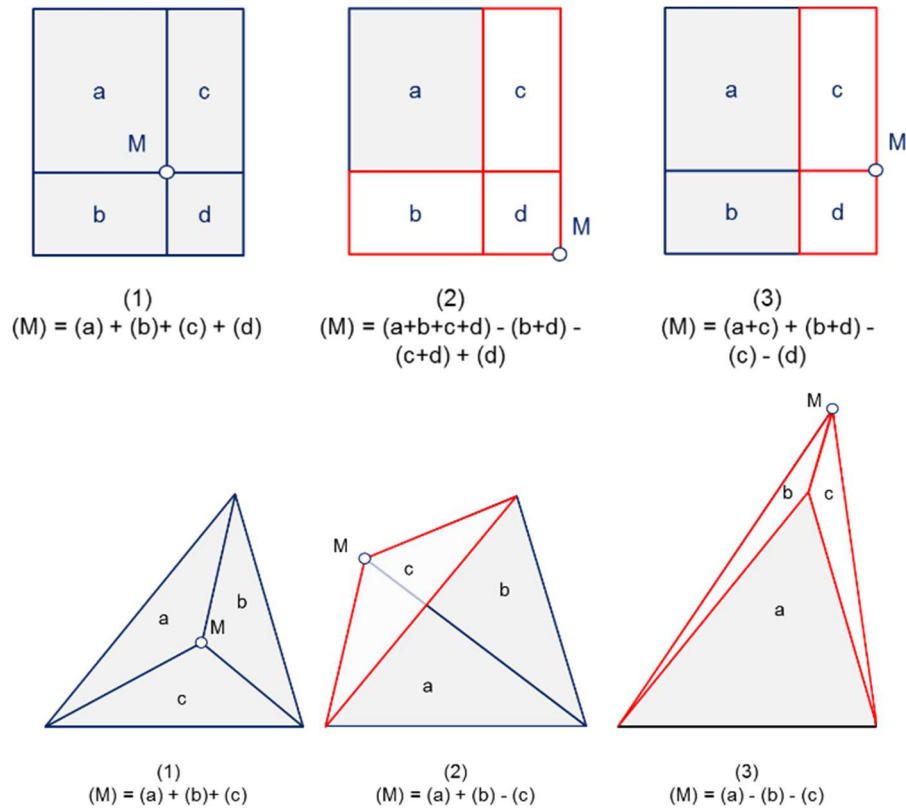 a
c
M
b
d
a
c
b
d
M
a
c
M
b
d
(1)
(M) = (a) + (b)+ (c) + (d)
(2)
(M) = (a+b+c+d) - (b+d) -
(c+d) + (d)
(3)
(M) = (a+c) + (b+d) -
(c) - (d)
a
b
M
c
M
c
b
a
M
b
c
a
(1)
(M) = (a) + (b)+ (c)
(2)
(M) = (a) + (b) - (c)
(3)
(M) = (a) - (b) - (c)